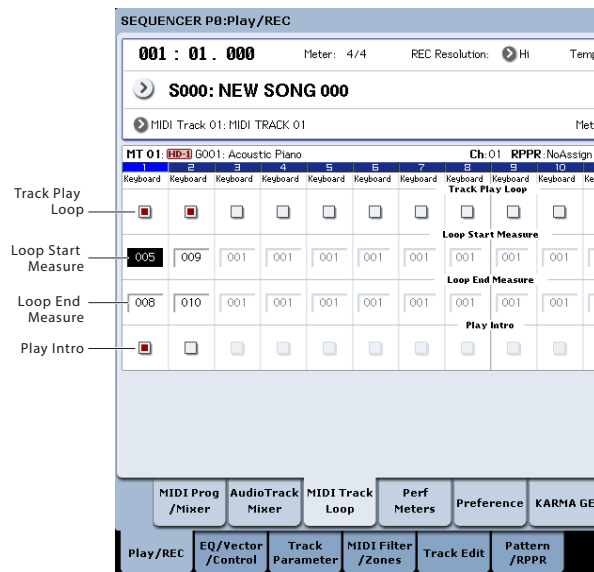 SEQUENCER P0:Play/REC
001 : 01 . 000 Meter: 4/4 REC Resolution: Hi Temp
S000: NEW SONG 000
MIDI Track 01: MIDI TRACK 01 Met
MT 01: HD-1 G001: Acoustic Piano Ch:01 RPPR:NoAssign
1 2 3 4 5 6 7 8 9 10
Keyboard Keyboard Keyboard Keyboard Keyboard Keyboard Keyboard Keyboard Keyboard Keyboard Ke
Track Play Loop
Track Play Loop
Loop Start Measure
Loop Start Measure
005 009 001 001 001 001 001 001 001 001
Loop End Measure
Loop End Measure
008 010 001 001 001 001 001 001 001 001
Play Intro
Play Intro
MIDI Prog /Mixer AudioTrack Mixer MIDI Track Loop Perf Meters Preference KARMA GE
Play/REC EQ/Vector /Control Track Parameter MIDI Filter /Zones Track Edit Pattern /RPPR